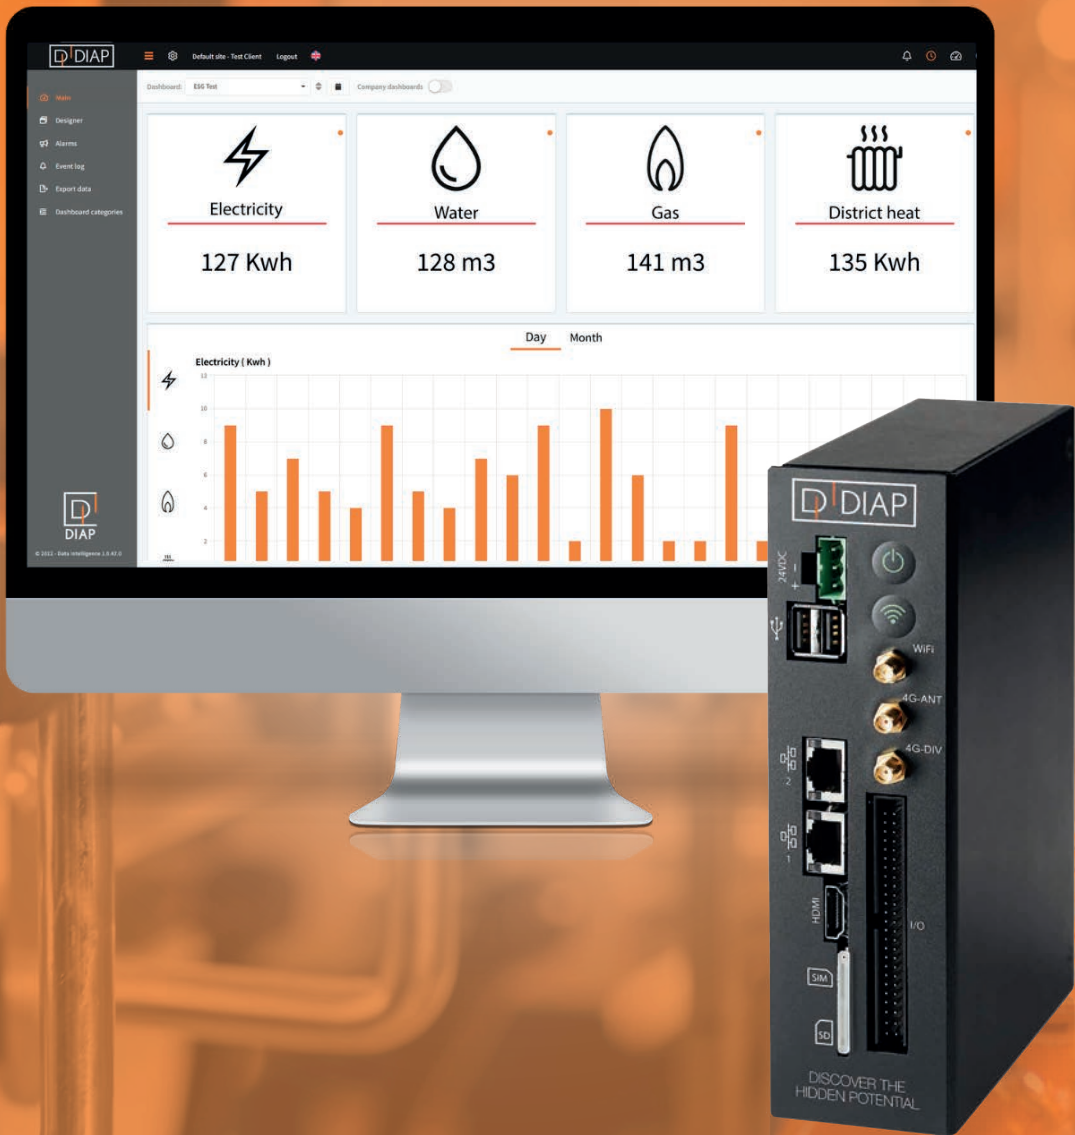 DIAP
Default site - Test Client
Logout
Dashboard:
ESG Test
Company dashboards
Main
Designer
Alarms
Event log
Export data
Dashboard categories
Electricity
127 Kwh
Water
128 m3
Gas
141 m3
District heat
135 Kwh
Day
Month
Electricity ( Kwh )
13
10
8
6
4
2
DIAP
DIAP
24VDC
- +
WiFi
4G-ANT
4G-DIV
2
1
HDMI
I/O
SIM
SD
DISCOVER THE
HIDDEN POTENTIAL